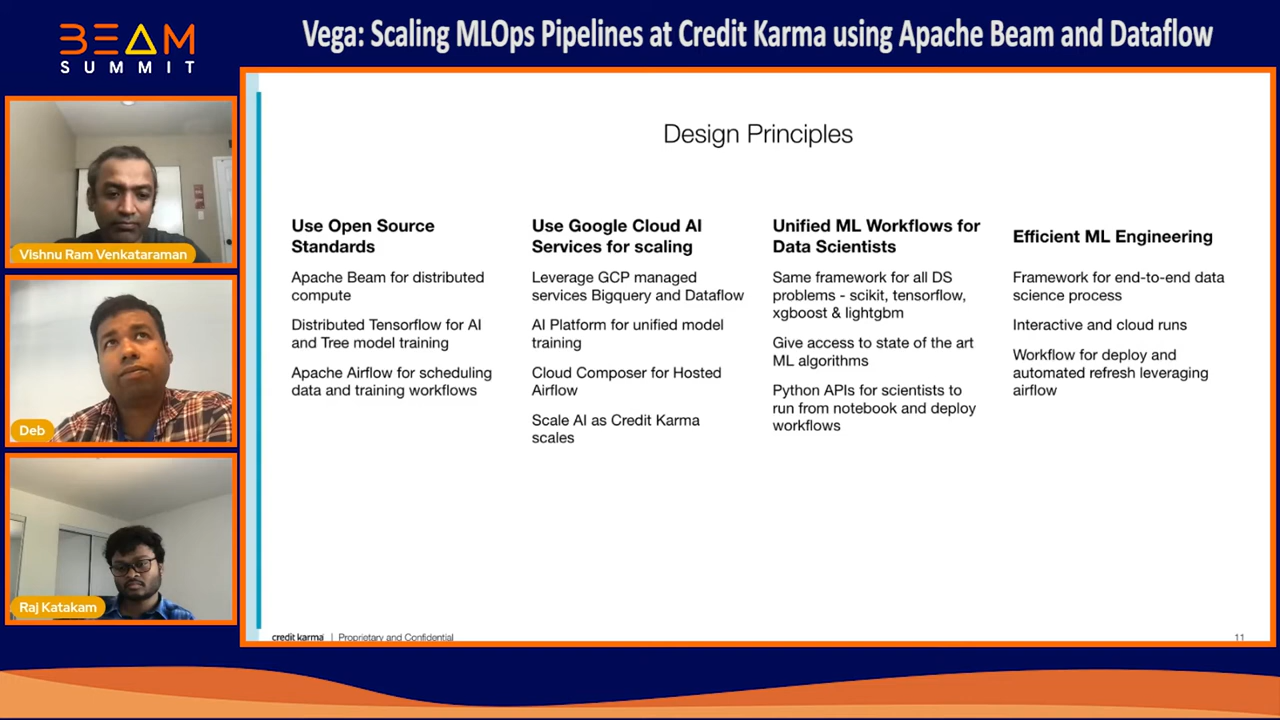 BEAM
SUMMIT
Vega: Scaling MLOps Pipelines at Credit Karma using Apache Beam and Dataflow
Vishnu Ram Venkataraman
Deb
Raj Katakam
Design Principles
Use Open Source
Standards
Apache Beam for distributed
compute
Distributed Tensorflow for AI
and Tree model training
Apache Airflow for scheduling
data and training workflows
Use Google Cloud AI
Services for scaling
Leverage GCP managed
services Bigquery and Dataflow
AI Platform for unified model
training
Cloud Composer for Hosted
Airflow
Scale AI as Credit Karma
scales
Unified ML Workflows for
Data Scientists
Same framework for all DS
problems - scikit, tensorflow,
xgboost & lightgbm
Give access to state of the art
ML algorithms
Python APIs for scientists to
run from notebook and deploy
workflows
Efficient ML Engineering
Framework for end-to-end data
science process
Interactive and cloud runs
Workflow for deploy and
automated refresh leveraging
airflow
credit karma | Proprietary and Confidential
11